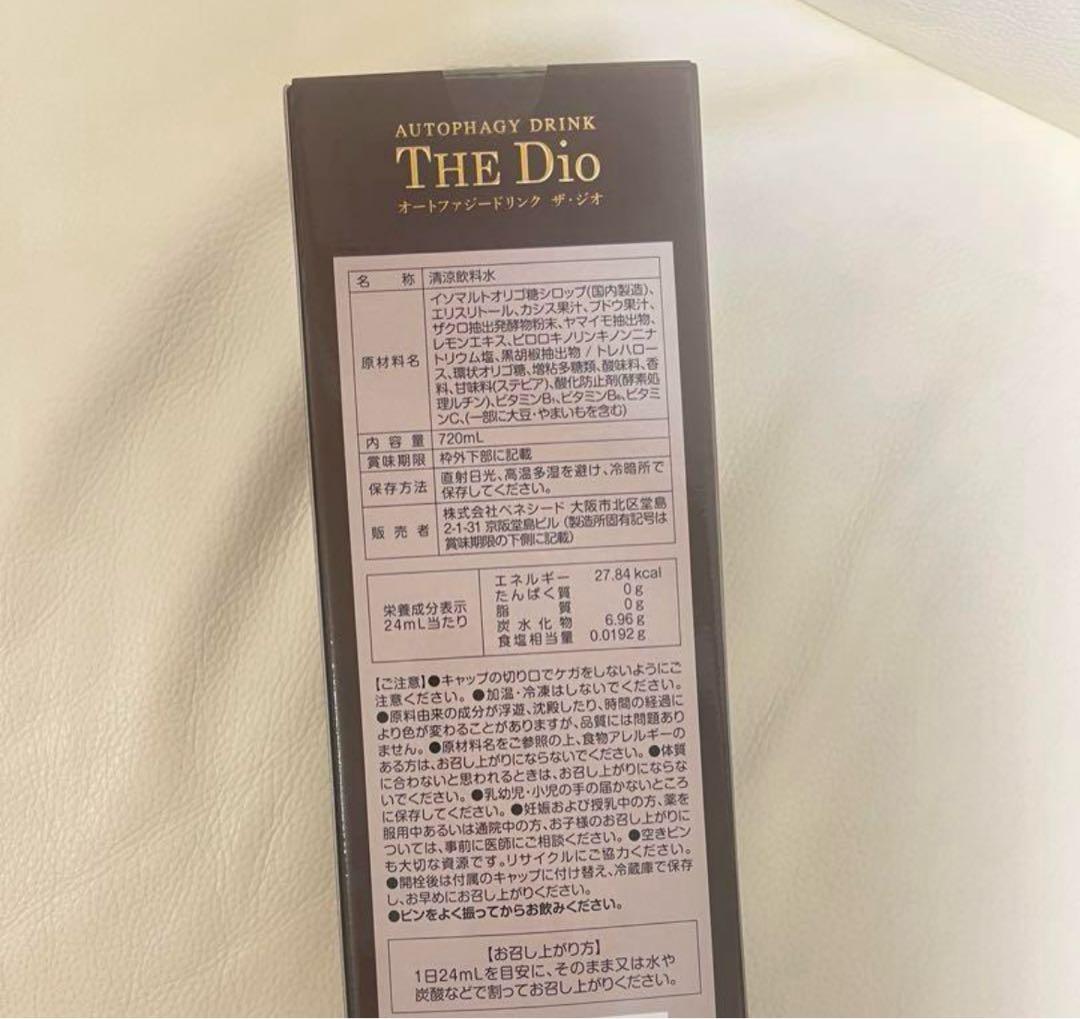 AUTOPHAGY DRINK
THE Dio
オートファジードリンク ザ・ジオ
名称 清涼飲料水
原材料名
イソマルトオリゴ糖シロップ(国内製造)、
エリスリトール、カシス果汁、ブドウ果汁、
ザクロ抽出発酵物粉末、ヤマイモ抽出物、
レモンエキス、ピロロキノリンキノンニナ
トリウム塩、黒胡椒抽出物 / トレハロー
ス、環状オリゴ糖、増粘多糖類、酸味料、香
料、甘味料(ステビア)、酸化防止剤(酵素処
理ルチン)、ビタミンB₁、ビタミンB₆、ビタミ
ンC、(一部に大豆・やまいもを含む)
内容量 720mL
賞味期限 枠外下部に記載
保存方法 直射日光、高温多湿を避け、冷暗所で
保存してください。
販売者
株式会社ベネシード 大阪市北区堂島
2-1-31 京阪堂島ビル (製造所固有記号は
賞味期限の下側に記載)
栄養成分表示
24mL当たり
エネルギー 27.84 kcal
たんぱく質 0 g
脂質 0 g
炭水化物 6.96 g
食塩相当量 0.0192 g
【ご注意】●キャップの切り口でケガをしないようにご
注意ください。●加温・冷凍はしないでください。
●原料由来の成分が浮遊、沈殿したり、時間の経過に
より色が変わることがありますが、品質には問題あり
ません。●原材料名をご参照の上、食物アレルギーの
ある方は、お召し上がりにならないでください。●体質
に合わないと思われるときは、お召し上がりにならな
いでください。●乳幼児・小児の手の届かないところ
に保存してください。●妊娠および授乳中の方、薬を
服用中あるいは通院中の方、お子様のお召し上がりに
ついては、事前に医師にご相談ください。●空きビン
も大切な資源です。リサイクルにご協力ください。
●開栓後は付属のキャップに付け替え、冷蔵庫で保存
し、お早めにお召し上がりください。
●ビンをよく振ってからお飲みください。
【お召し上がり方】
1日24mLを目安に、そのまま又は水や
炭酸などで割ってお召し上がりください。